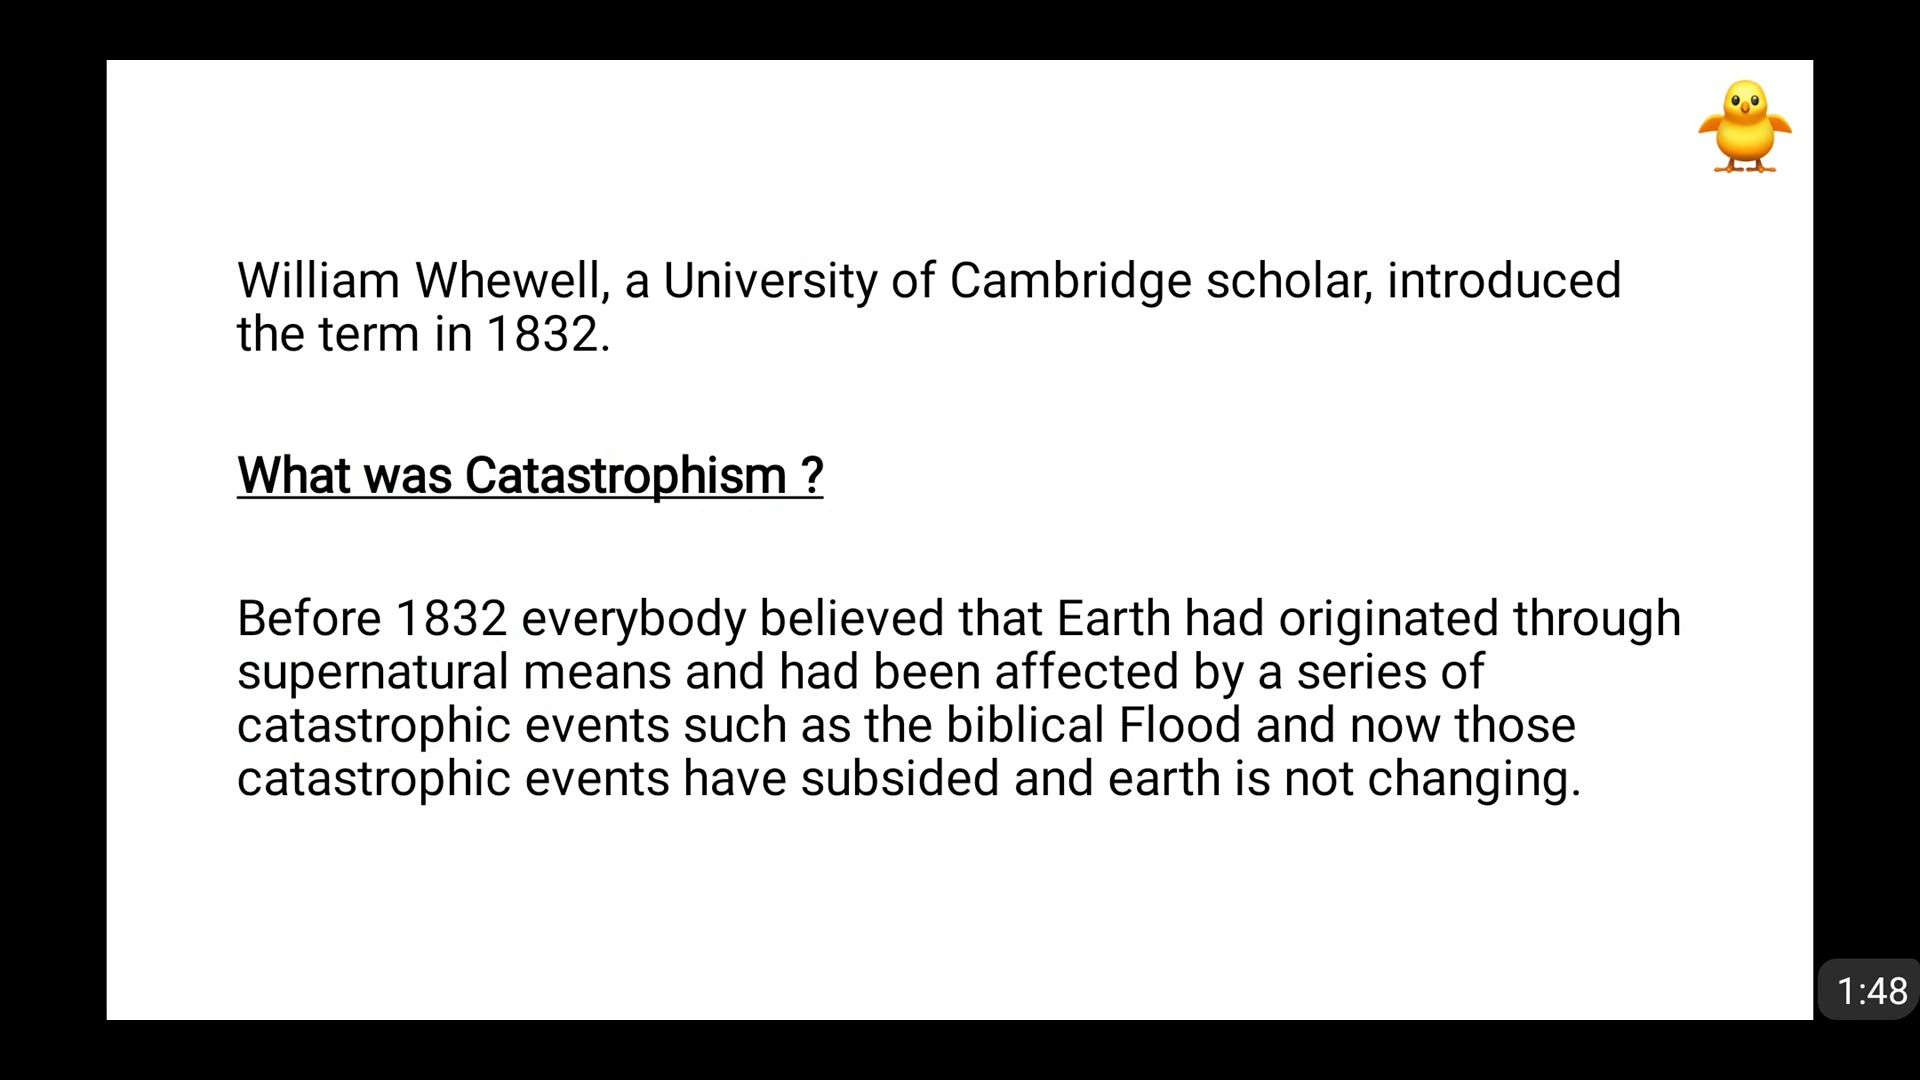 William Whewell, a University of Cambridge scholar, introduced
the term in 1832.
What was Catastrophism ?
Before 1832 everybody believed that Earth had originated through
supernatural means and had been affected by a series of
catastrophic events such as the biblical Flood and now those
catastrophic events have subsided and earth is not changing.
1:48